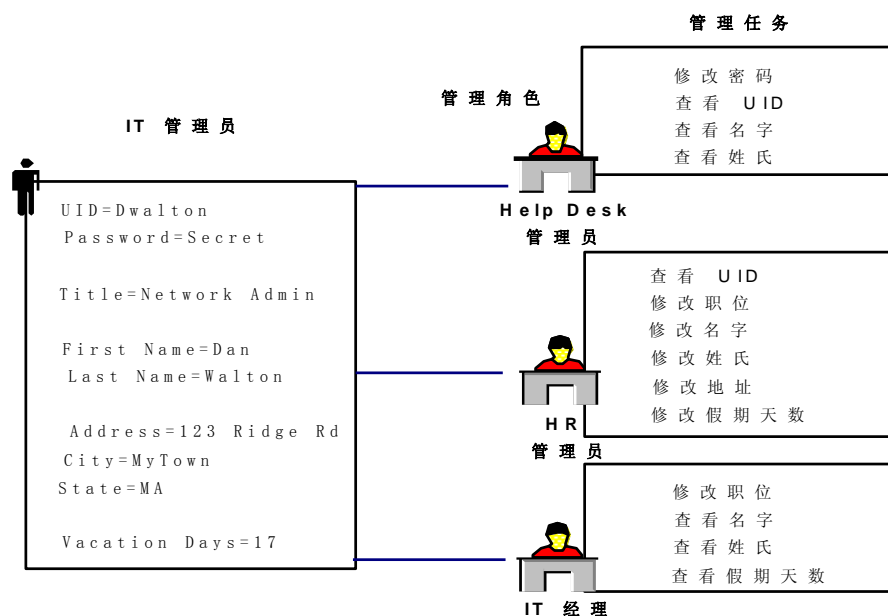 管理任务
修改密码
查看 UID
查看名字
查看姓氏
管理角色
IT 管理员
Help Desk
管理员
UID=Dwalton
Password=Secret
Title=Network Admin
First Name=Dan
Last Name=Walton
Address=123 Ridge Rd
City=MyTown
State=MA
Vacation Days=17
查看 UID
修改职位
修改名字
修改姓氏
修改地址
修改假期天数
HR
管理员
修改职位
查看名字
查看姓氏
查看假期天数
IT 经理